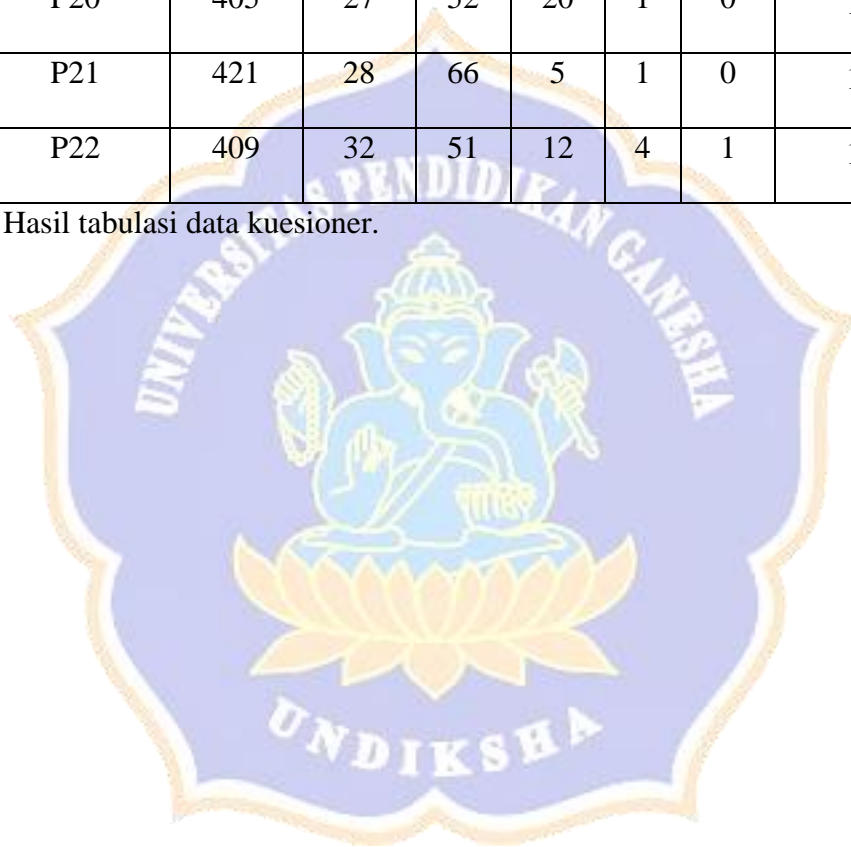 P20 405 27 52 20 1 0
P21 421 28 66 5 1 0
P22 409 32 51 12 4 1
Hasil tabulasi data kuesioner.
UNIVERSITAS PENDIDIKAN GANESHA
UNDIKSHA